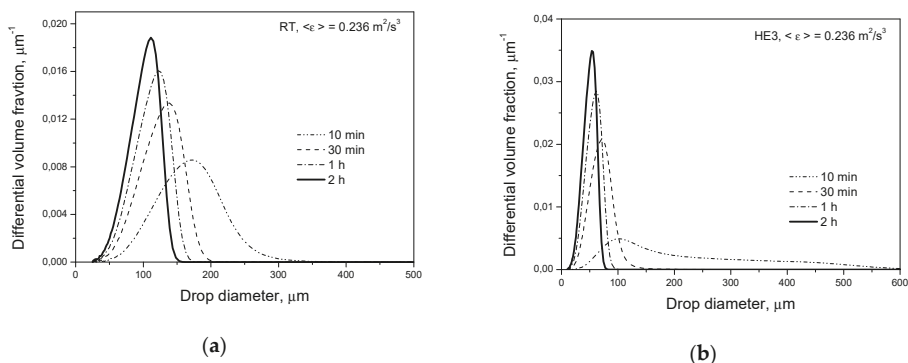 RT, <ε> = 0.236 m²/s³
Differential volume fravtion, μm⁻¹
0,020
0,016
0,012
0,008
0,004
0,000
10 min
30 min
1 h
2 h
0 100 200 300 400 500
Drop diameter, μm
(a)
HE3, < ε > = 0.236 m²/s³
Differential volume fraction, μm⁻¹
0,04
0,03
0,02
0,01
0,00
10 min
30 min
1 h
2 h
0 100 200 300 400 500 600
Drop diameter, μm
(b)